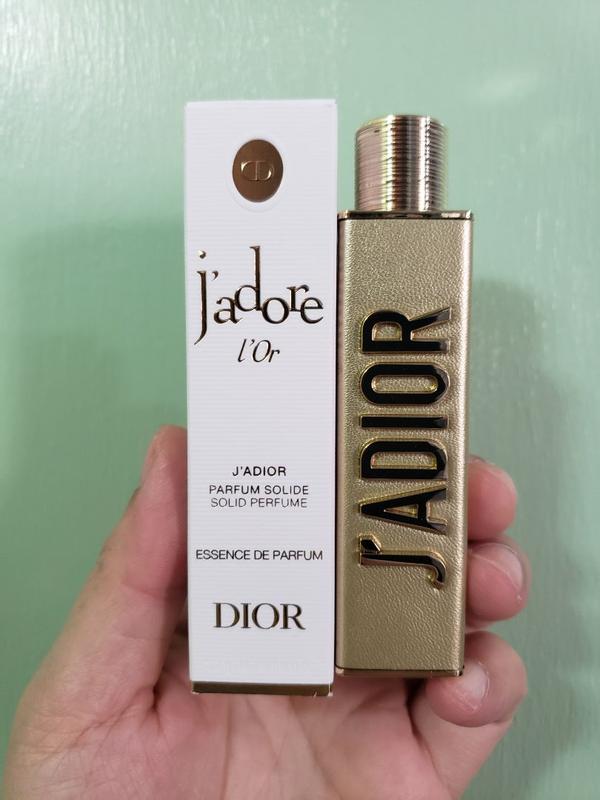 CD
j'adore
l'Or
J'ADIOR
PARFUM SOLIDE
SOLID PERFUME
ESSENCE DE PARFUM
DIOR
J'ADIOR